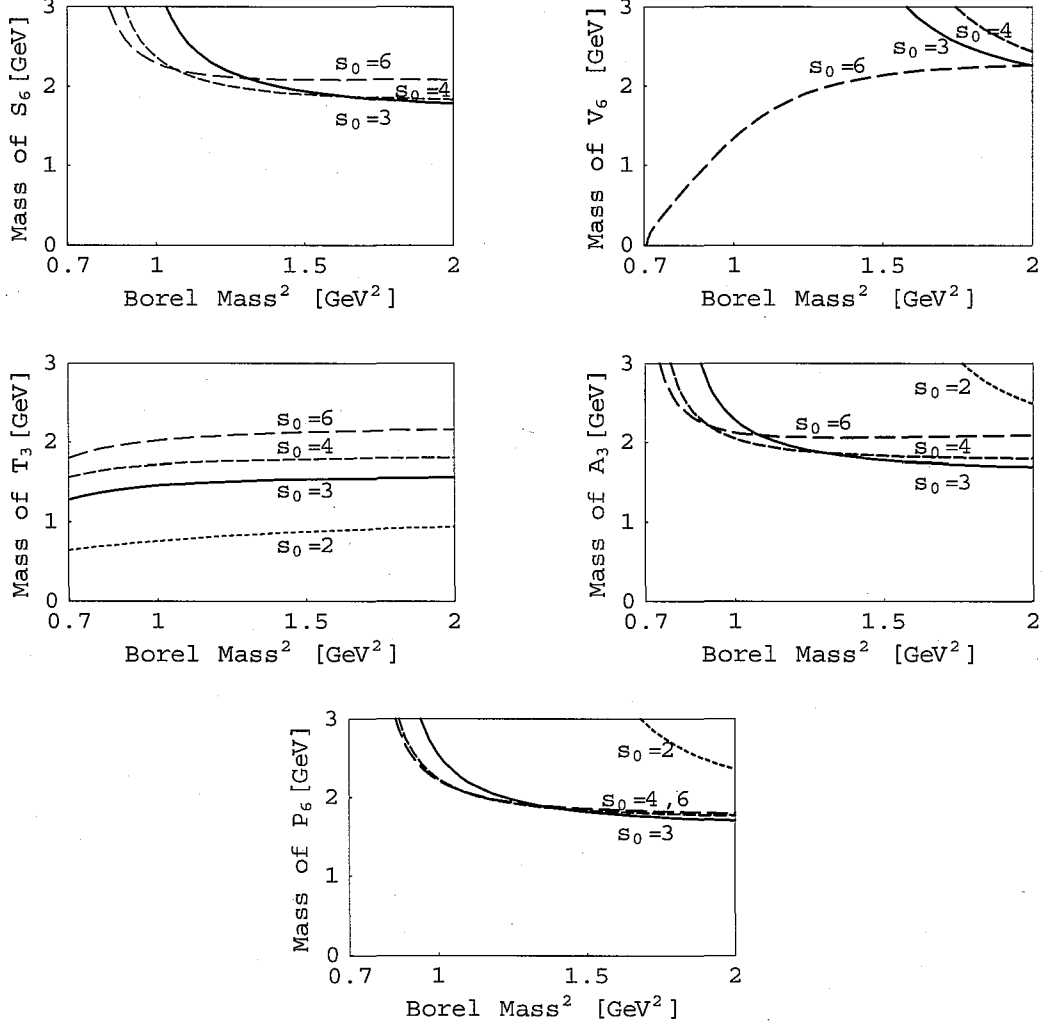 Mass of S₆[GeV]
3
2
1
0
s₀=6
s₀=4
s₀=3
0.7 1 1.5 2
Borel Mass² [GeV²]
Mass of V₆ [GeV]
3
2
1
0
s₀=4
s₀=3
s₀=6
0.7 1 1.5 2
Borel Mass² [GeV²]
Mass of T₃[GeV]
3
2
1
0
s₀=6
s₀=4
s₀=3
s₀=2
0.7 1 1.5 2
Borel Mass² [GeV²]
Mass of A₃[GeV]
3
2
1
0
s₀=2
s₀=6
s₀=4
s₀=3
0.7 1 1.5 2
Borel Mass² [GeV²]
Mass of P₆[GeV]
3
2
1
0
s₀=2
s₀=4,6
s₀=3
0.7 1 1.5 2
Borel Mass² [GeV²]